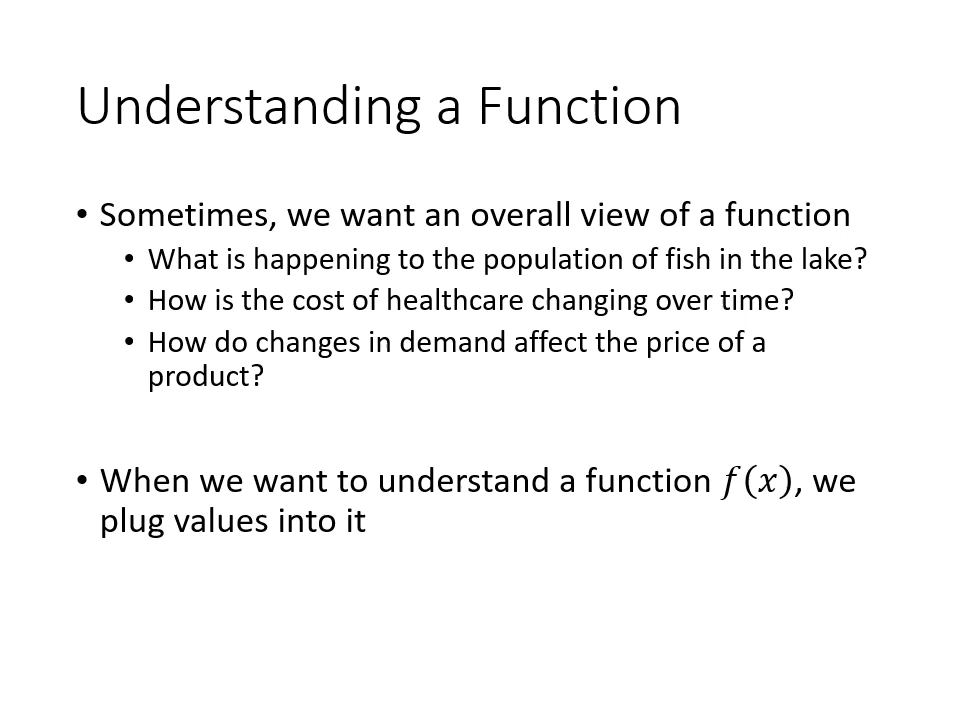 Understanding a Function
• Sometimes, we want an overall view of a function
• What is happening to the population of fish in the lake?
• How is the cost of healthcare changing over time?
• How do changes in demand affect the price of a
product?
• When we want to understand a function 𝑓(𝑥), we
plug values into it